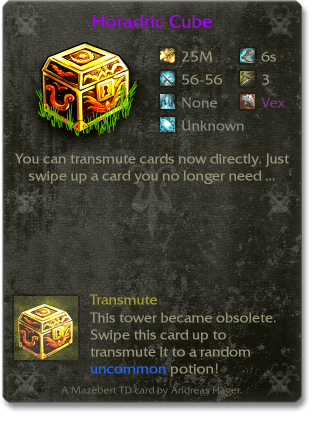 Horadric Cube
25M
6s
56-56
3
None
Vex
Unknown
You can transmute cards now directly. Just
swipe up a card you no longer need ...
Transmute
This tower became obsolete.
Swipe this card up to
transmute it to a random
uncommon potion!
A Mazebert TD card by Andreas Hager.